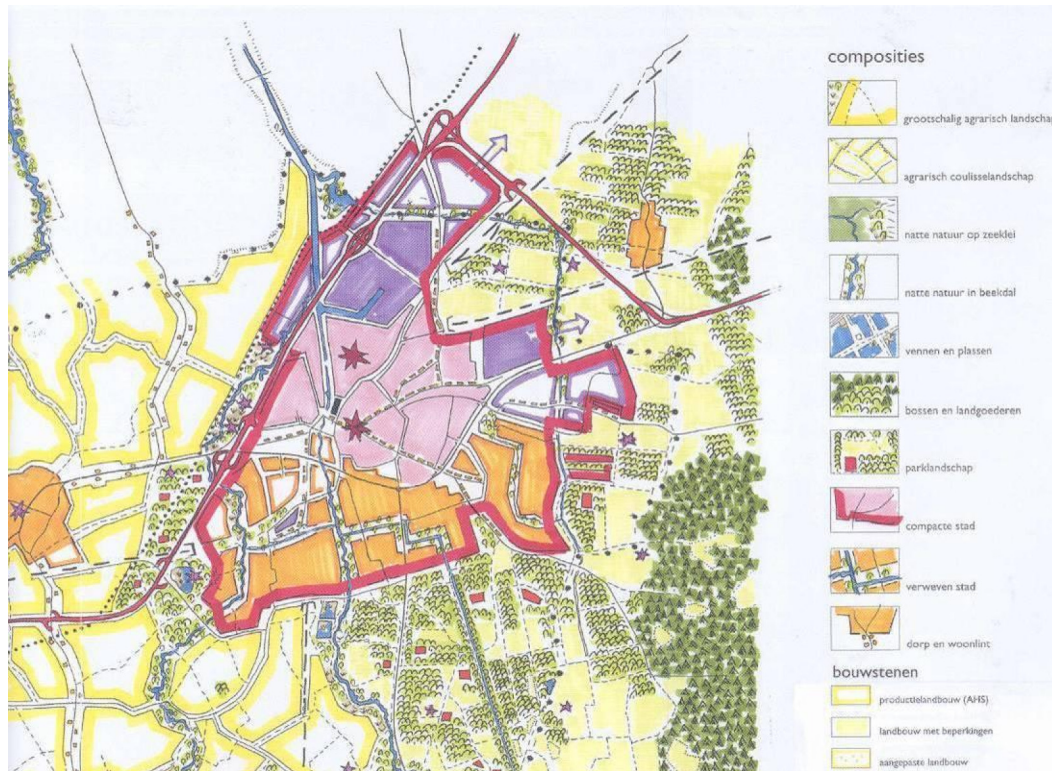 composities
grootschalig agrarisch landschap
agrarisch coulisselandschap
natte natuur op zeeklei
natte natuur in beekdal
vennen en plassen
bossen en landgoederen
parklandschap
compacte stad
verweven stad
dorp en woonlint
bouwstenen
productielandbouw (AHS)
landbouw met beperkingen
aangepaste landbouw